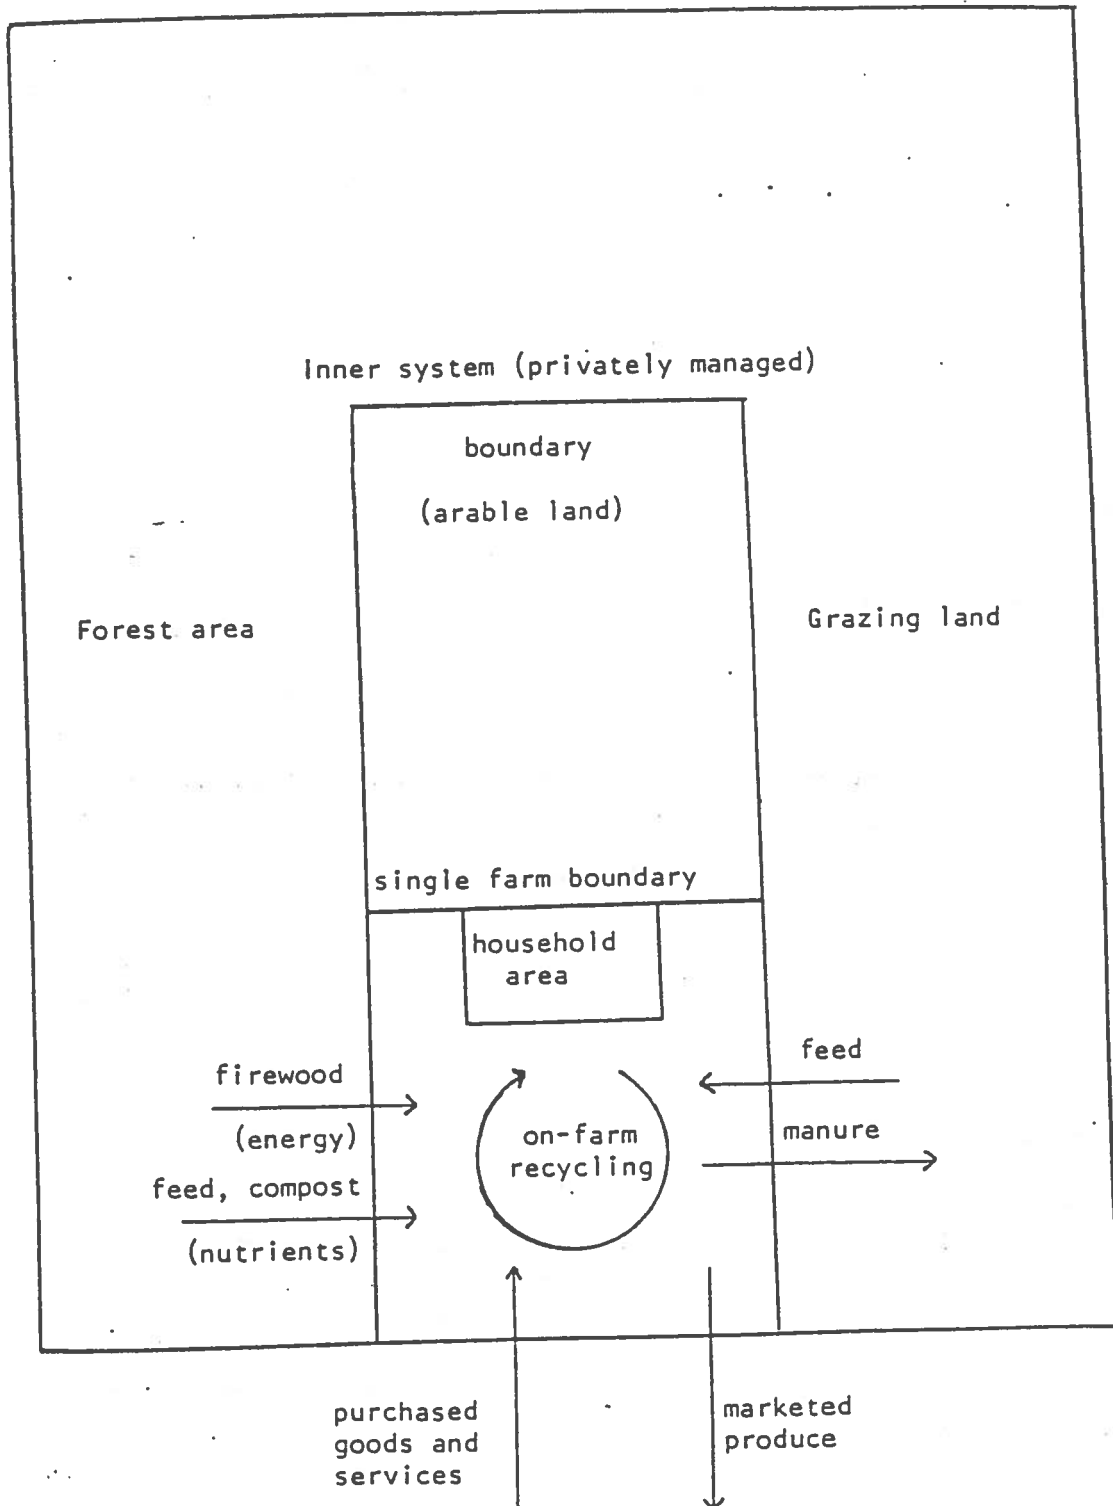 Inner system (privately managed)
boundary
(arable land)
Forest area
Grazing land
single farm boundary
household
area
firewood
(energy)
feed, compost
(nutrients)
on-farm
recycling
feed
manure
purchased
goods and
services
marketed
produce